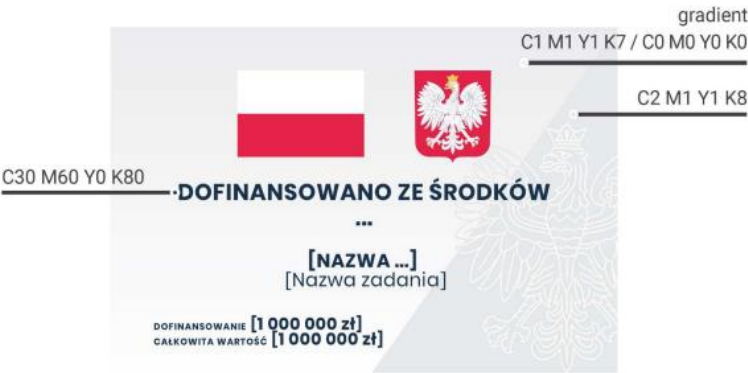 gradient
C1 M1 Y1 K7 / C0 M0 Y0 K0
C2 M1 Y1 K8
C30 M60 Y0 K80
DOFINANSOWANO ZE ŚRODKÓW
...
[NAZWA ...]
[Nazwa zadania]
DOFINANSOWANIE [1 000 000 zł]
CAŁKOWITA WARTOŚĆ [1 000 000 zł]